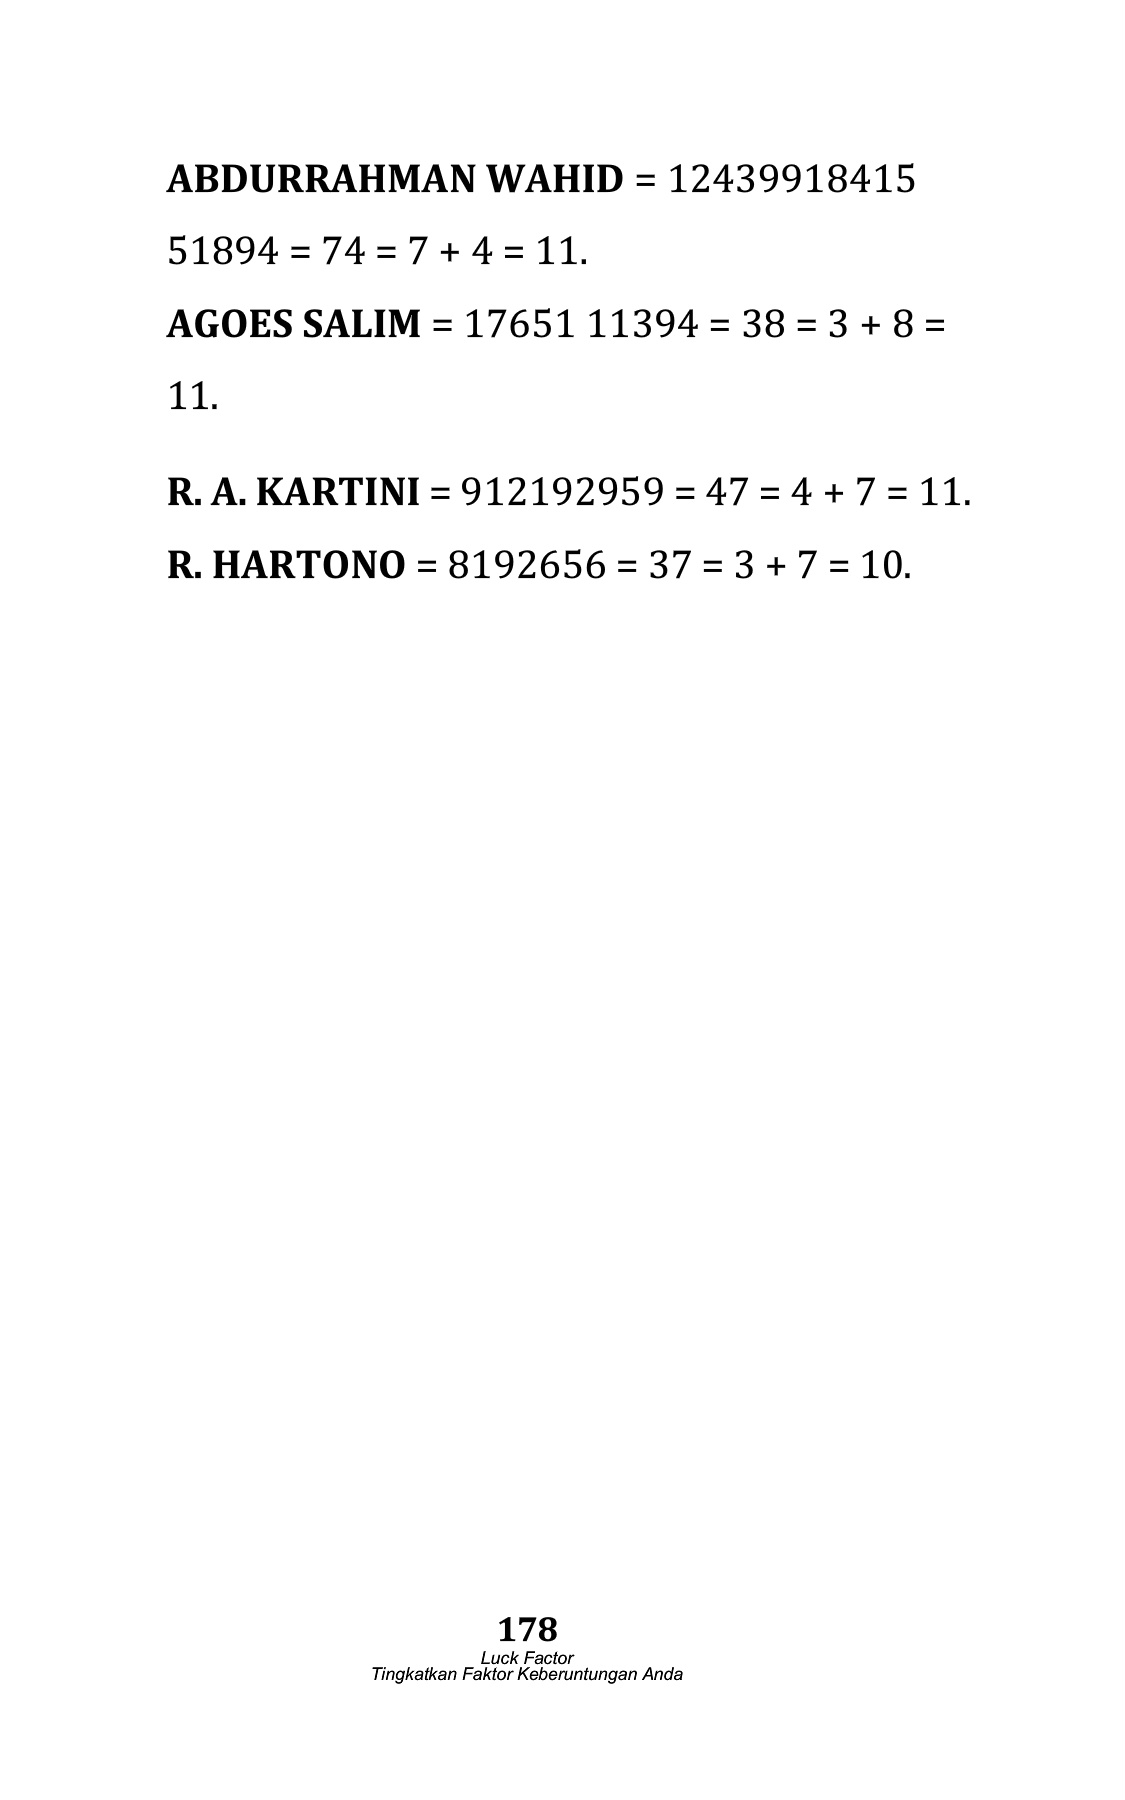 ABDURRAHMAN WAHID = 12439918415
51894 = 74 = 7 + 4 = 11.
AGOES SALIM = 17651 11394 = 38 = 3 + 8 =
11.
R. A. KARTINI = 912192959 = 47 = 4 + 7 = 11.
R. HARTONO = 8192656 = 37 = 3 + 7 = 10.
178
Luck Factor
Tingkatkan Faktor Keberuntungan Anda